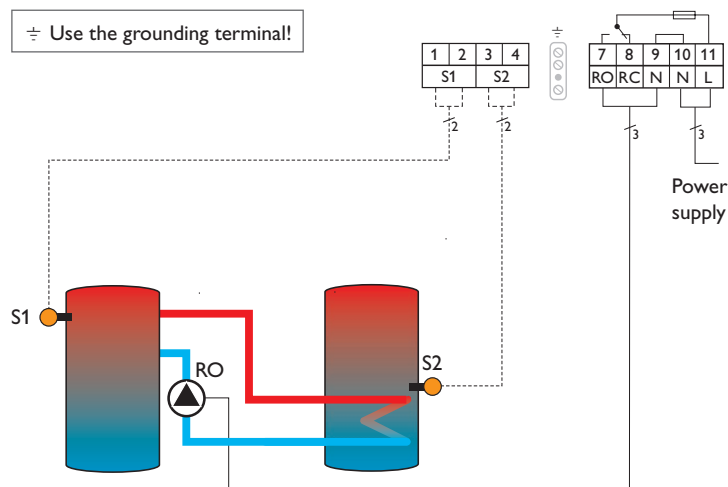 ⏚ Use the grounding terminal!
1 2 3 4
S1 S2
2 2
⏚
7 8 9 10 11
RO RC N N L
3 3
Power
supply
S1
RO
S2